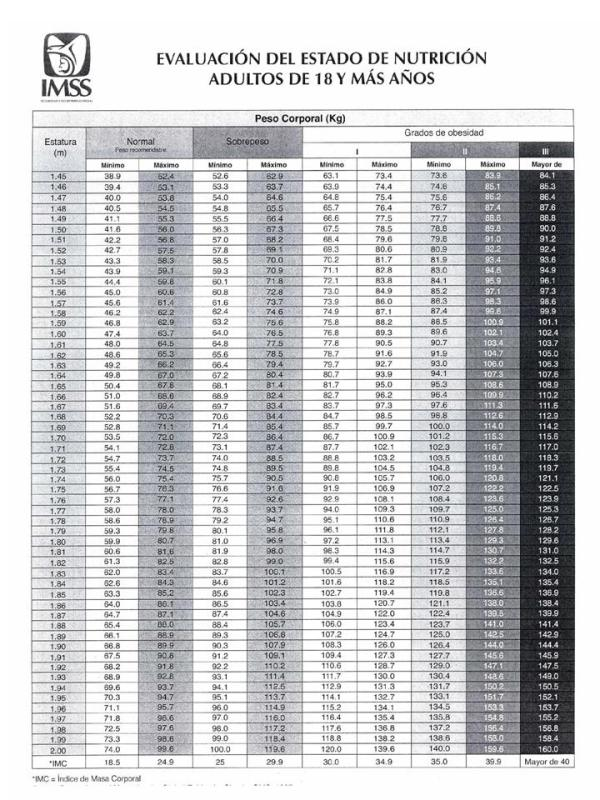 IMSS
EVALUACIÓN DEL ESTADO DE NUTRICIÓN
ADULTOS DE 18 Y MÁS AÑOS
Peso Corporal (Kg)
Estatura (m) Normal Peso recomendable Sobrepeso Grados de obesidad
I II III
Mínimo Máximo Mínimo Máximo Mínimo Máximo Mínimo Máximo Mayor de
1.45 38.9 52.4 52.6 62.9 63.1 73.4 73.6 83.9 84.1
1.46 39.4 53.1 53.3 63.7 63.9 74.4 74.6 85.1 85.3
1.47 40.0 53.8 54.0 64.6 64.8 75.4 75.6 86.2 86.4
1.48 40.5 54.5 54.8 65.5 65.7 76.4 76.7 87.4 87.6
1.49 41.1 55.3 55.5 66.4 66.6 77.5 77.7 88.6 88.8
1.50 41.6 56.0 56.3 67.3 67.5 78.5 78.8 89.8 90.0
1.51 42.2 56.8 57.0 68.2 68.4 79.6 79.8 91.0 91.2
1.52 42.7 57.5 57.8 69.1 69.3 80.6 80.9 92.2 92.4
1.53 43.3 58.3 58.5 70.0 70.2 81.7 81.9 93.4 93.6
1.54 43.9 59.1 59.3 70.9 71.1 82.8 83.0 94.6 94.9
1.55 44.4 59.8 60.1 71.8 72.1 83.8 84.1 95.9 96.1
1.56 45.0 60.6 60.8 72.8 73.0 84.9 85.2 97.1 97.3
1.57 45.6 61.4 61.6 73.7 73.9 86.0 86.3 98.3 98.6
1.58 46.2 62.2 62.4 74.6 74.9 87.1 87.4 99.6 99.9
1.59 46.8 62.9 63.2 75.6 75.8 88.2 88.5 100.9 101.1
1.60 47.4 63.7 64.0 76.5 76.8 89.3 89.6 102.1 102.4
1.61 48.0 64.5 64.8 77.5 77.8 90.5 90.7 103.4 103.7
1.62 48.6 65.3 65.6 78.5 78.7 91.6 91.9 104.7 105.0
1.63 49.2 66.2 66.4 79.4 79.7 92.7 93.0 106.0 106.3
1.64 49.8 67.0 67.2 80.4 80.7 93.9 94.1 107.3 107.6
1.65 50.4 67.8 68.1 81.4 81.7 95.0 95.3 108.6 108.9
1.66 51.0 68.6 68.9 82.4 82.7 96.2 96.4 109.9 110.2
1.67 51.6 69.4 69.7 83.4 83.7 97.3 97.6 111.3 111.6
1.68 52.2 70.3 70.6 84.4 84.7 98.5 98.8 112.6 112.9
1.69 52.8 71.1 71.4 85.4 85.7 99.7 100.0 114.0 114.2
1.70 53.5 72.0 72.3 86.4 86.7 100.9 101.2 115.3 115.6
1.71 54.1 72.8 73.1 87.4 87.7 102.1 102.3 116.7 117.0
1.72 54.7 73.7 74.0 88.5 88.8 103.2 103.5 118.0 118.3
1.73 55.4 74.5 74.8 89.5 89.8 104.5 104.8 119.4 119.7
1.74 56.0 75.4 75.7 90.5 90.8 105.7 106.0 120.8 121.1
1.75 56.7 76.3 76.6 91.6 91.9 106.9 107.2 122.2 122.5
1.76 57.3 77.1 77.4 92.6 92.9 108.1 108.4 123.6 123.9
1.77 58.0 78.0 78.3 93.7 94.0 109.3 109.7 125.0 125.3
1.78 58.6 78.9 79.2 94.7 95.1 110.6 110.9 126.4 126.7
1.79 59.3 79.8 80.1 95.8 96.1 111.8 112.1 127.8 128.2
1.80 59.9 80.7 81.0 96.9 97.2 113.1 113.4 129.3 129.6
1.81 60.6 81.6 81.9 98.0 98.3 114.3 114.7 130.7 131.0
1.82 61.3 82.5 82.8 99.0 99.4 115.6 115.9 132.2 132.5
1.83 62.0 83.4 83.7 100.1 100.5 116.9 117.2 133.6 134.0
1.84 62.6 84.3 84.6 101.2 101.6 118.2 118.5 135.1 135.4
1.85 63.3 85.2 85.6 102.3 102.7 119.4 119.8 136.6 136.9
1.86 64.0 86.1 86.5 103.4 103.8 120.7 121.1 138.0 138.4
1.87 64.7 87.1 87.4 104.6 104.9 122.0 122.4 139.5 139.9
1.88 65.4 88.0 88.4 105.7 106.0 123.4 123.7 141.0 141.4
1.89 66.1 88.9 89.3 106.8 107.2 124.7 125.0 142.5 142.9
1.90 66.8 89.9 90.3 107.9 108.3 126.0 126.4 144.0 144.4
1.91 67.5 90.8 91.2 109.1 109.4 127.3 127.7 145.6 145.9
1.92 68.2 91.8 92.2 110.2 110.6 128.7 129.0 147.1 147.5
1.93 68.9 92.8 93.1 111.4 111.7 130.0 130.4 148.6 149.0
1.94 69.6 93.7 94.1 112.5 112.9 131.3 131.7 150.2 150.5
1.95 70.3 94.7 95.1 113.7 114.1 132.7 133.1 151.7 152.1
1.96 71.1 95.7 96.0 114.9 115.2 134.1 134.5 153.3 153.7
1.97 71.8 96.6 97.0 116.0 116.4 135.4 135.8 154.8 155.2
1.98 72.5 97.6 98.0 117.2 117.6 136.8 137.2 156.4 156.8
1.99 73.3 98.6 99.0 118.4 118.8 138.2 138.6 158.0 158.4
2.00 74.0 99.6 100.0 119.6 120.0 139.6 140.0 159.6 160.0
*IMC 18.5 24.9 25 29.9 30.0 34.9 35.0 39.9 Mayor de 40
*IMC = Índice de Masa Corporal